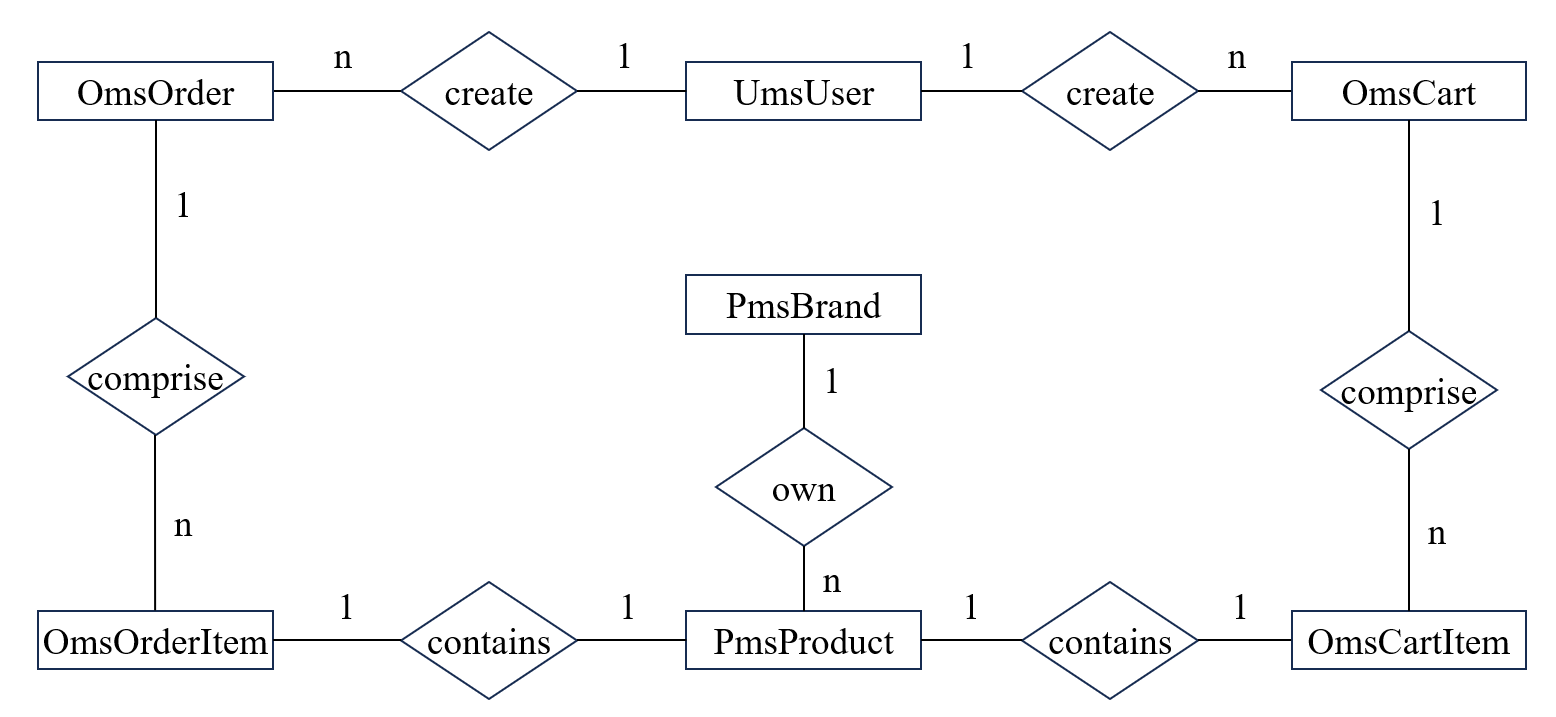 n
1
1
n
OmsOrder
create
UmsUser
create
OmsCart
1
1
PmsBrand
1
comprise
comprise
own
n
n
n
1
1
1
1
OmsOrderItem
contains
PmsProduct
contains
OmsCartItem